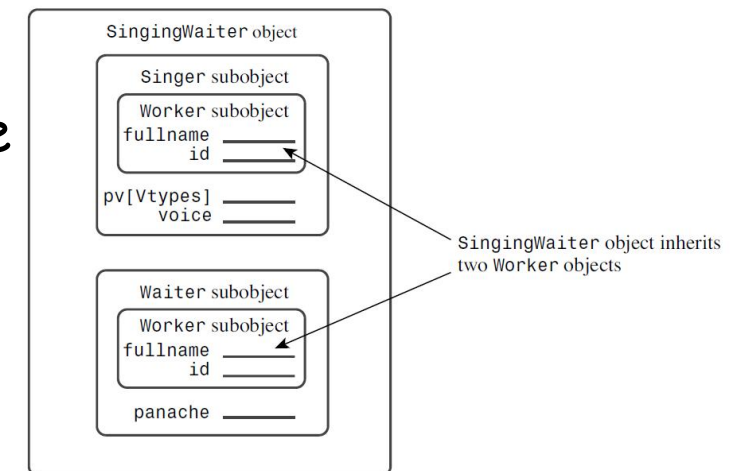 SingingWaiter object
Singer subobject
e
Worker subobject
fullname
id
pv[Vtypes]
voice
SingingWaiter object inherits
two Worker objects
Waiter subobject
Worker subobject
fullname
id
panache